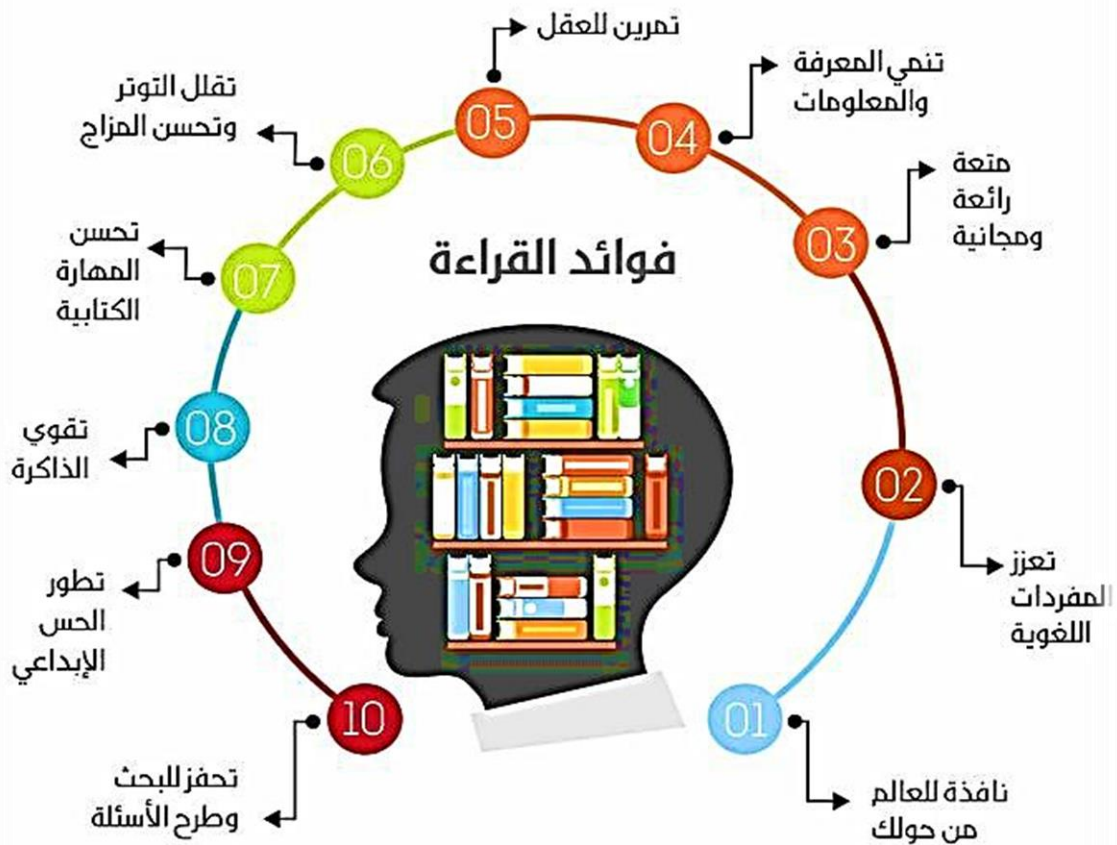 فوائد القراءة
01
نافذة للعالم
من حولك
02
تعزز
المفردات
اللغوية
03
متعة
رائعة
ومجانية
04
تنمي المعرفة
والمعلومات
05
تمرين للعقل
06
تقلل التوتر
وتحسن المزاج
07
تحسن
المهارة
الكتابية
08
تقوي
الذاكرة
09
تطور
الحس
الإبداعي
10
تحفز للبحث
وطرح الأسئلة